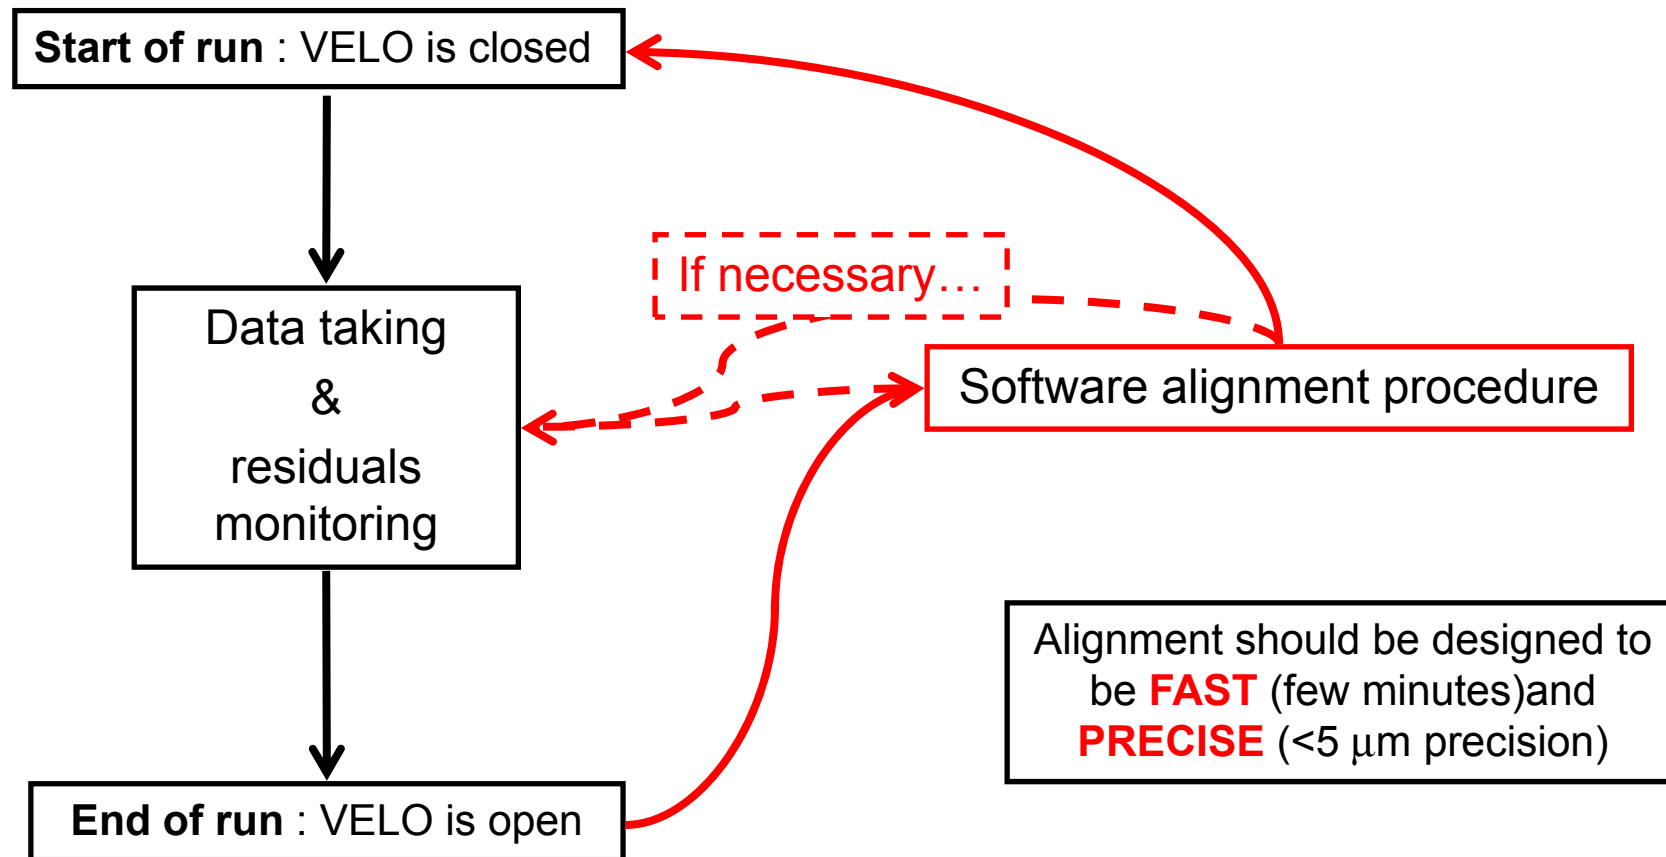 Start of run : VELO is closed
If necessary…
Data taking
&
residuals
monitoring
Software alignment procedure
Alignment should be designed to
be FAST (few minutes)and
PRECISE (<5 μm precision)
End of run : VELO is open